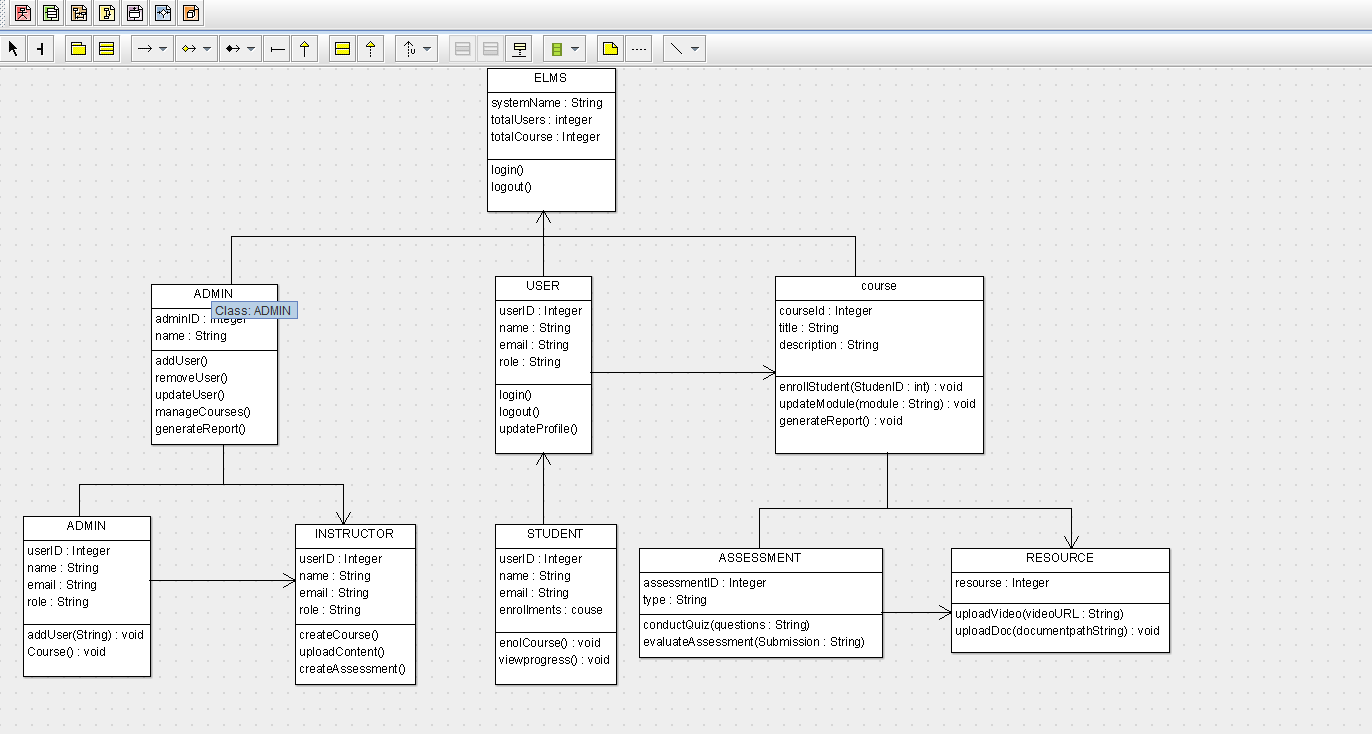 ELMS
systemName : String
totalUsers : integer
totalCourse : Integer
login()
logout()
ADMIN
Class: ADMIN
adminID : Integer
name : String
addUser()
removeUser()
updateUser()
manageCourses()
generateReport()
USER
userID : Integer
name : String
email : String
role : String
login()
logout()
updateProfile()
course
courseId : Integer
title : String
description : String
enrollStudent(StudenID : int) : void
updateModule(module : String) : void
generateReport() : void
ADMIN
userID : Integer
name : String
email : String
role : String
addUser(String) : void
Course() : void
INSTRUCTOR
userID : Integer
name : String
email : String
role : String
createCourse()
uploadContent()
createAssessment()
STUDENT
userID : Integer
name : String
email : String
enrollments : couse
enolCourse() : void
viewprogress() : void
ASSESSMENT
assessmentID : Integer
type : String
conductQuiz(questions : String)
evaluateAssessment(Submission : String)
RESOURCE
resourse : Integer
uploadVideo(videoURL : String)
uploadDoc(documentpathString) : void